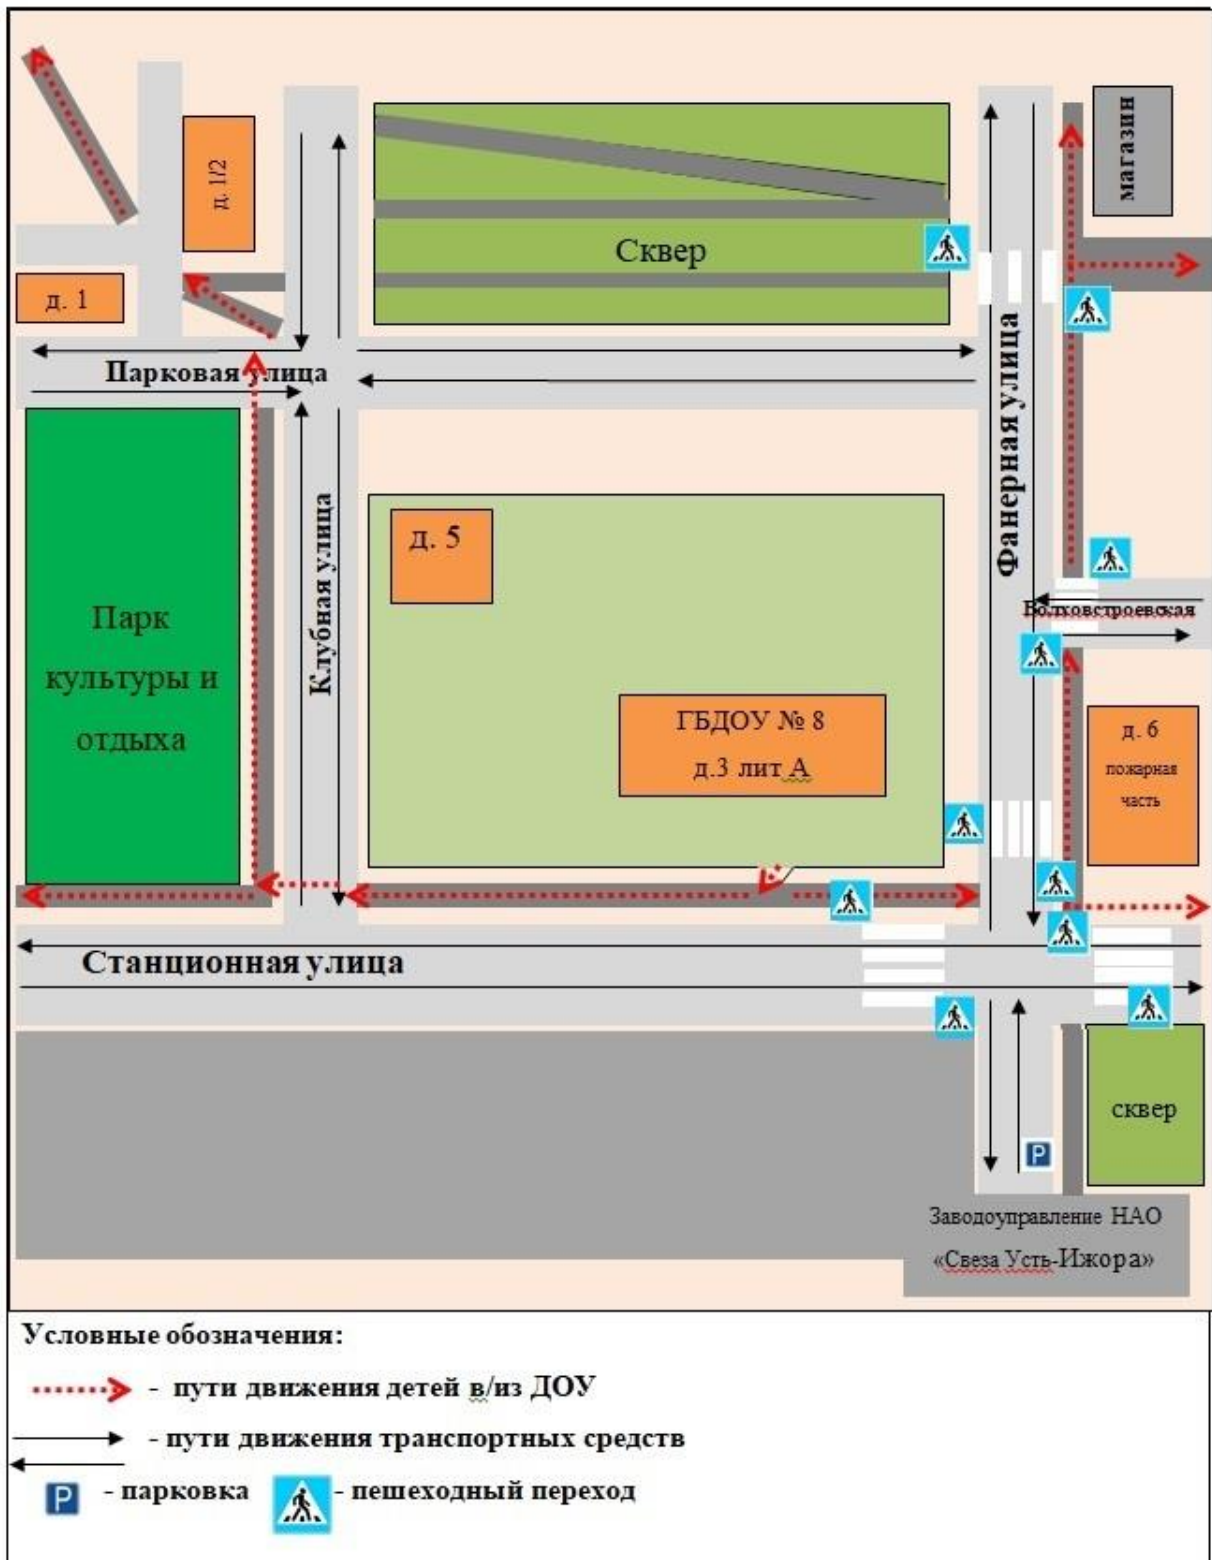 магазин
д. 1/2
Сквер
д. 1
Парковая улица
Фанерная улица
Клубная улица
д. 5
Парк
культуры и
отдыха
Волховстроевская
ГБДОУ № 8
д.3 лит А
д. 6
пожарная
часть
Станционная улица
сквер
P
Заводоуправление НАО
«Свеза Усть-Ижора»
Условные обозначения:
- пути движения детей в/из ДОУ
- пути движения транспортных средств
P - парковка - пешеходный переход